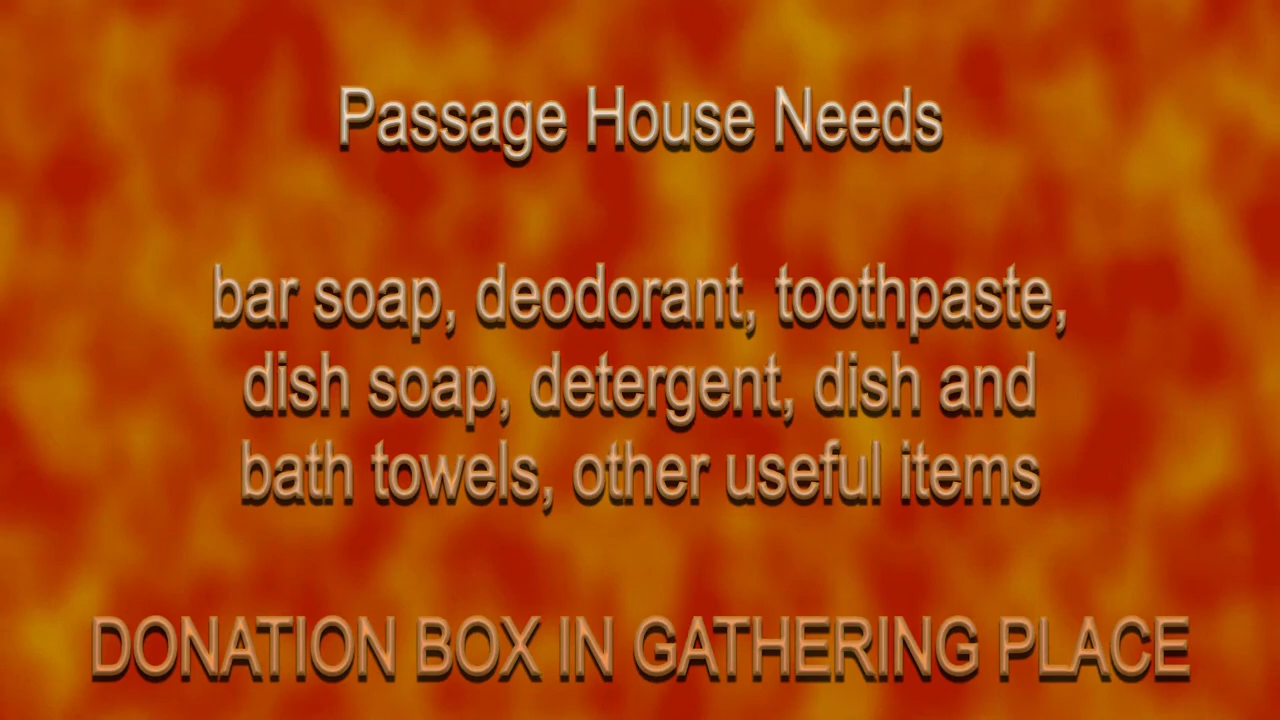 Passage House Needs
bar soap, deodorant, toothpaste,
dish soap, detergent, dish and
bath towels, other useful items
DONATION BOX IN GATHERING PLACE